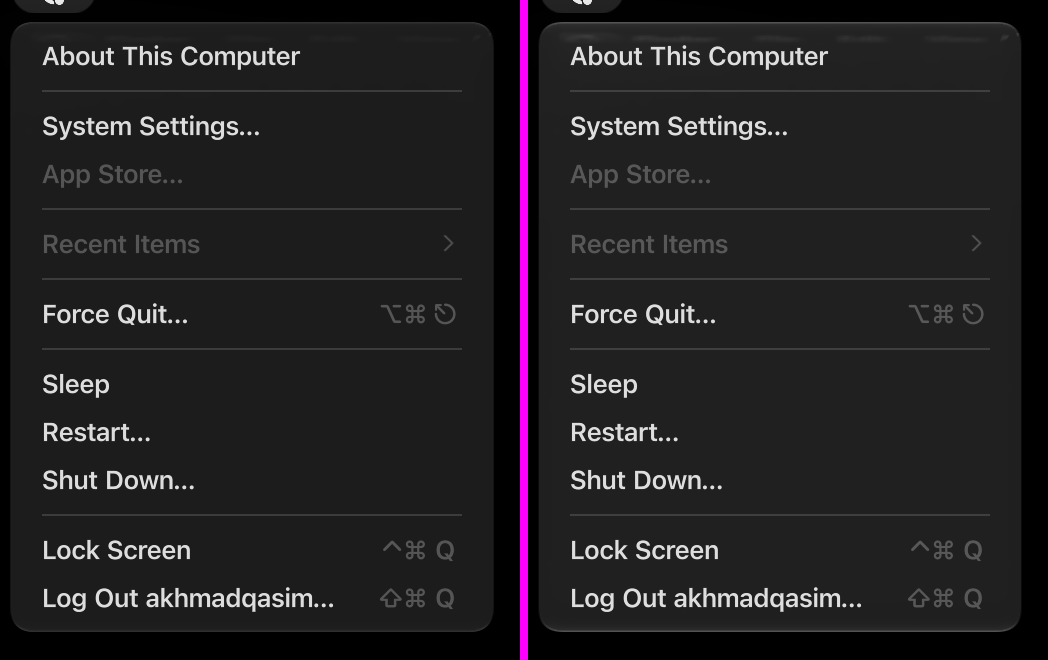 About This Computer
System Settings...
App Store...
Recent Items
Force Quit... ⌥⌘⎋
Sleep
Restart...
Shut Down...
Lock Screen ^⌘ Q
Log Out akhmadqasim... ⇧⌘ Q
About This Computer
System Settings...
App Store...
Recent Items
Force Quit... ⌥⌘⎋
Sleep
Restart...
Shut Down...
Lock Screen ^⌘ Q
Log Out akhmadqasim... ⇧⌘ Q